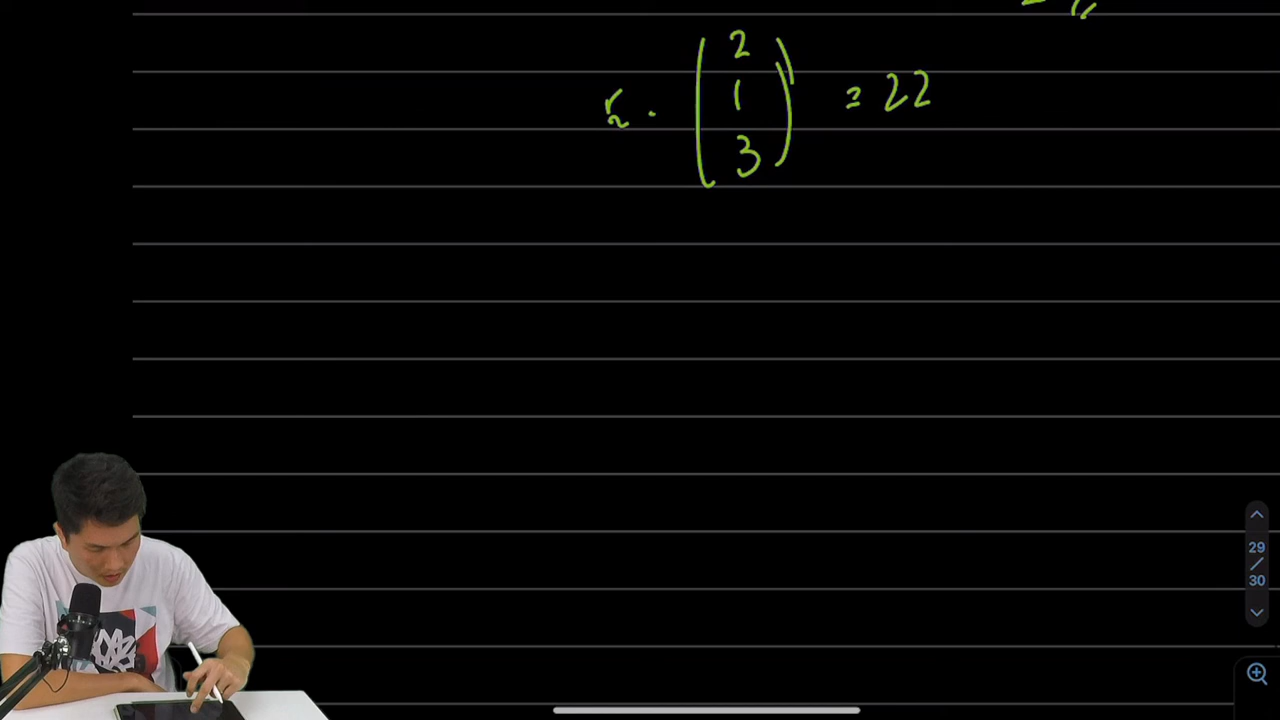 r₂ · ( 2 1 3 ) = 22
29
/
30